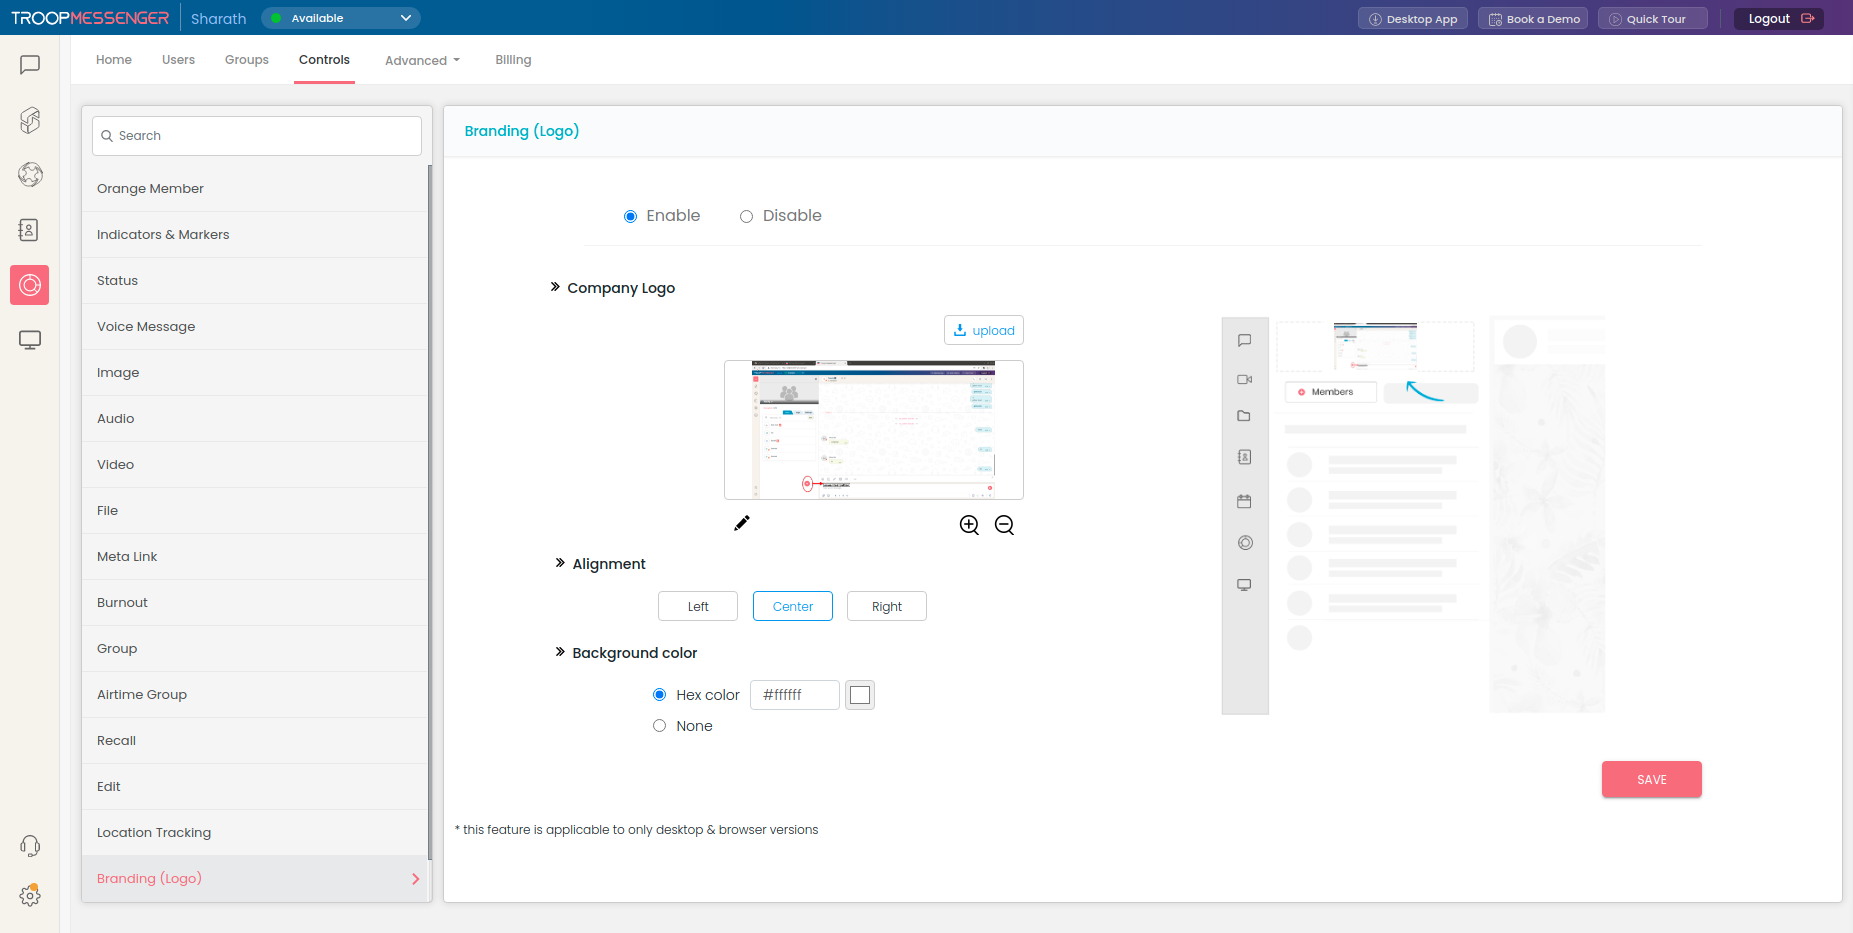 TROOPMESSENGER
Sharath
Available
Desktop App
Book a Demo
Quick Tour
Logout
Home
Users
Groups
Controls
Advanced
Billing
Search
Orange Member
Indicators & Markers
Status
Voice Message
Image
Audio
Video
File
Meta Link
Burnout
Group
Airtime Group
Recall
Edit
Location Tracking
Branding (Logo)
Branding (Logo)
Enable
Disable
Company Logo
upload
Members
Alignment
Left
Center
Right
Background color
Hex color
#ffffff
None
SAVE
* this feature is applicable to only desktop & browser versions